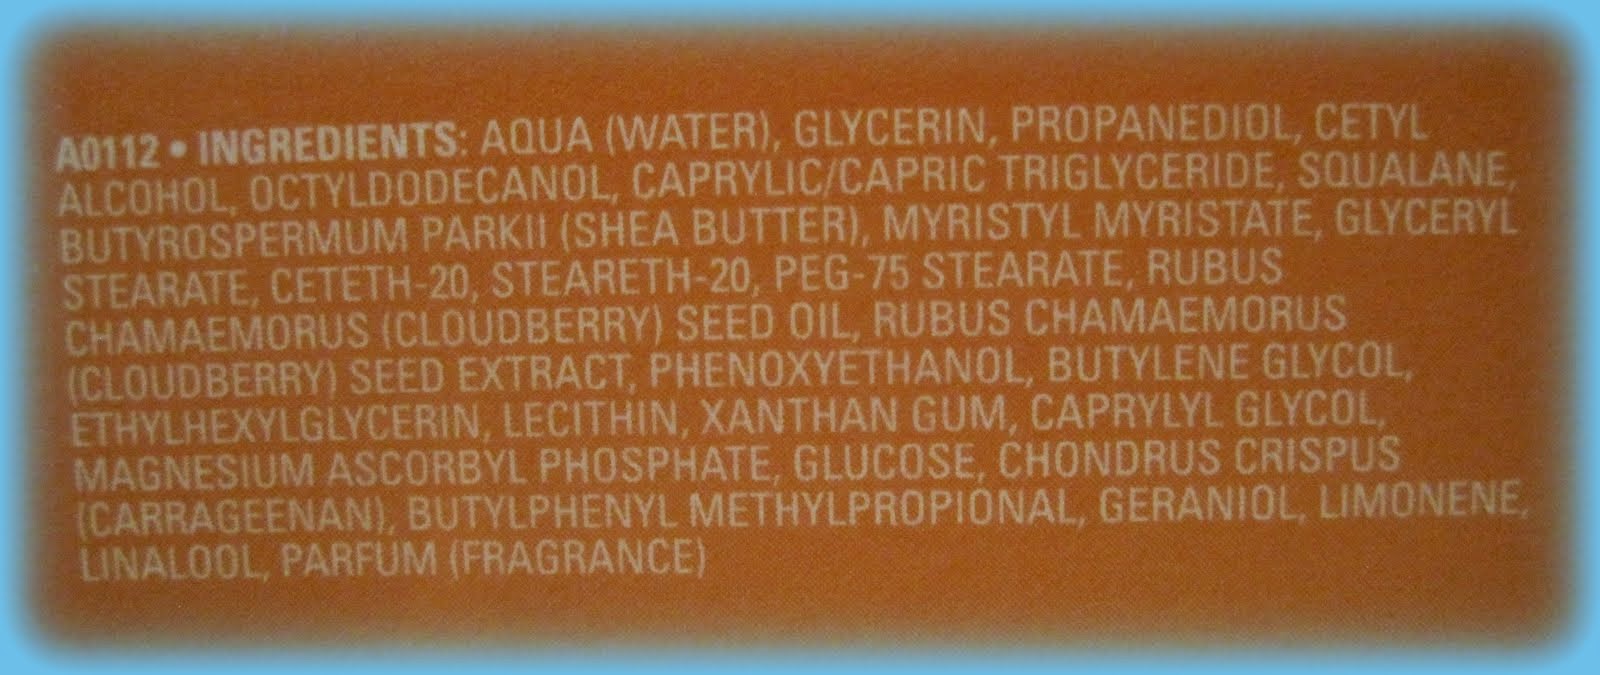 A0112 • INGREDIENTS: AQUA (WATER), GLYCERIN, PROPANEDIOL, CETYL
ALCOHOL, OCTYLDODECANOL, CAPRYLIC/CAPRIC TRIGLYCERIDE, SQUALANE,
BUTYROSPERMUM PARKII (SHEA BUTTER), MYRISTYL MYRISTATE, GLYCERYL
STEARATE, CETETH-20, STEARETH-20, PEG-75 STEARATE, RUBUS
CHAMAEMORUS (CLOUDBERRY) SEED OIL, RUBUS CHAMAEMORUS
(CLOUDBERRY) SEED EXTRACT, PHENOXYETHANOL, BUTYLENE GLYCOL,
ETHYLHEXYLGLYCERIN, LECITHIN, XANTHAN GUM, CAPRYLYL GLYCOL,
MAGNESIUM ASCORBYL PHOSPHATE, GLUCOSE, CHONDRUS CRISPUS
(CARRAGEENAN), BUTYLPHENYL METHYLPROPIONAL, GERANIOL, LIMONENE,
LINALOOL, PARFUM (FRAGRANCE)